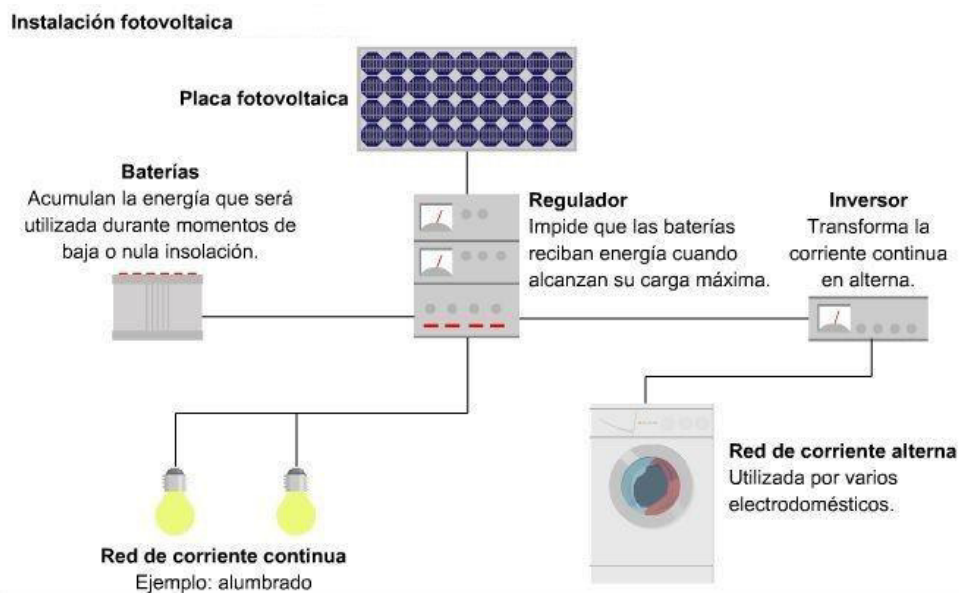 Instalación fotovoltaica
Placa fotovoltaica
Baterías
Acumulan la energía que será
utilizada durante momentos de
baja o nula insolación.
Regulador
Impide que las baterías
reciban energía cuando
alcanzan su carga máxima.
Inversor
Transforma la
corriente continua
en alterna.
Red de corriente alterna
Utilizada por varios
electrodomésticos.
Red de corriente continua
Ejemplo: alumbrado